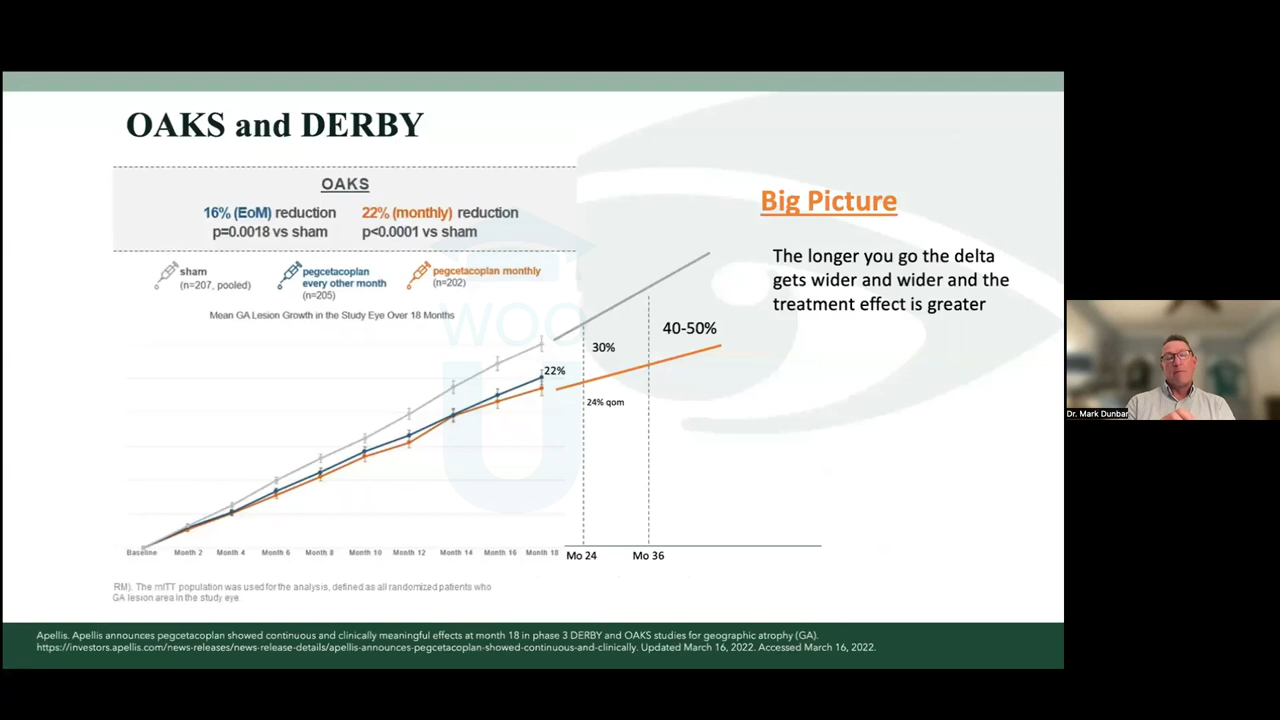 OAKS and DERBY
OAKS
16% (EoM) reduction
p=0.0018 vs sham
22% (monthly) reduction
p<0.0001 vs sham
sham
(n=207, pooled)
pegcetacoplan
every other month
(n=205)
pegcetacoplan monthly
(n=202)
Mean GA Lesion Growth in the Study Eye Over 18 Months
WOO
U
22%
30%
24% qom
40-50%
Baseline Month 2 Month 4 Month 6 Month 8 Month 10 Month 12 Month 14 Month 16 Month 18
Mo 24 Mo 36
RM). The mITT population was used for the analysis, defined as all randomized patients who
GA lesion area in the study eye.
Big Picture
The longer you go the delta
gets wider and wider and the
treatment effect is greater
Apellis. Apellis announces pegcetacoplan showed continuous and clinically meaningful effects at month 18 in phase 3 DERBY and OAKS studies for geographic atrophy (GA).
https://investors.apellis.com/news-releases/news-release-details/apellis-announces-pegcetacoplan-showed-continuous-and-clinically. Updated March 16, 2022. Accessed March 16, 2022.
Dr. Mark Dunbar